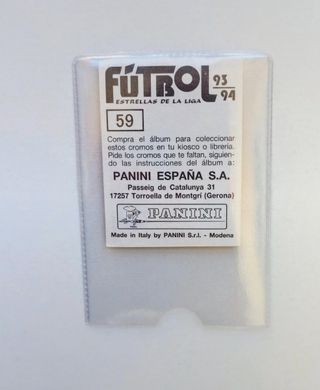 FÚTBOL 93
94
ESTRELLAS DE LA LIGA
59
Compra el álbum para coleccionar
estos cromos en tu kiosco o librería.
Pide los cromos que te faltan, siguien-
do las instrucciones del álbum a:
PANINI ESPAÑA S.A.
Passeig de Catalunya 31
17257 Torroella de Montgrí (Gerona)
PANINI
Made in Italy by PANINI S.r.l. - Modena